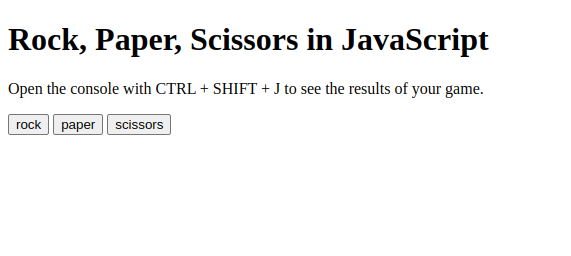 Rock, Paper, Scissors in JavaScript
Open the console with CTRL + SHIFT + J to see the results of your game.
rock paper scissors